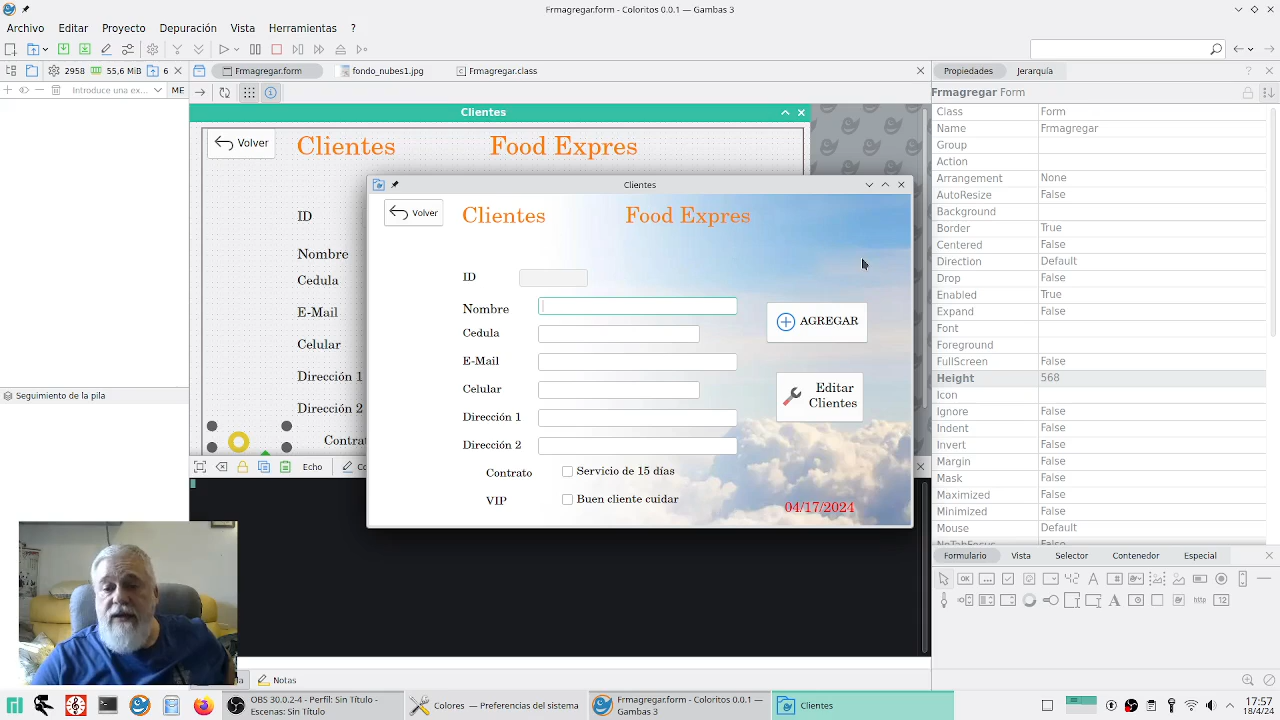 Frmagregar.form - Coloritos 0.0.1 - Gambas 3
Archivo
Editar
Proyecto
Depuración
Vista
Herramientas
?
2958
55,6 MiB
6
Frmagregar.form
fondo_nubes1.jpg
Frmagregar.class
Propiedades
Jerarquía
?
Introduce una ex…
ME
Frmagregar Form
Class Form
Name Frmagregar
Group
Action
Arrangement None
AutoResize False
Background
Border True
Centered False
Direction Default
Drop False
Enabled True
Expand False
Font
Foreground
FullScreen False
Height 568
Icon
Ignore False
Indent False
Invert False
Margin False
Mask False
Maximized False
Minimized False
Mouse Default
NoTabFocus False
Clientes
Volver
Clientes
Food Expres
ID
Nombre
Cedula
E-Mail
Celular
Dirección 1
Dirección 2
Contrat
Clientes
Volver
Clientes
Food Expres
ID
Nombre
AGREGAR
Cedula
E-Mail
Editar
Clientes
Celular
Dirección 1
Dirección 2
Contrato
Servicio de 15 días
VIP
Buen cliente cuidar
04/17/2024
Seguimiento de la pila
Echo
Notas
Formulario
Vista
Selector
Contenedor
Especial
OK
http
12
OBS 30.0.2-4 - Perfil: Sin Título -
Escenas: Sin Título
Colores — Preferencias del sistema
Frmagregar.form - Coloritos 0.0.1 —
Gambas 3
Clientes
17:57
18/4/24